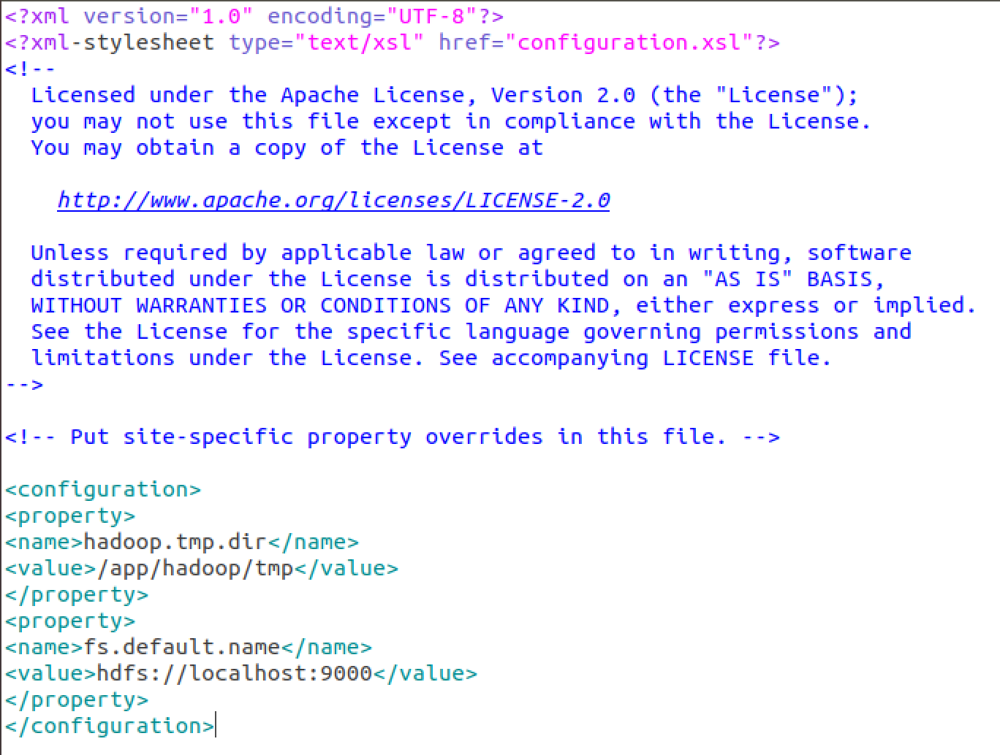 <?xml version="1.0" encoding="UTF-8"?>
<?xml-stylesheet type="text/xsl" href="configuration.xsl"?>
<!--
  Licensed under the Apache License, Version 2.0 (the "License");
  you may not use this file except in compliance with the License.
  You may obtain a copy of the License at

    http://www.apache.org/licenses/LICENSE-2.0

  Unless required by applicable law or agreed to in writing, software
  distributed under the License is distributed on an "AS IS" BASIS,
  WITHOUT WARRANTIES OR CONDITIONS OF ANY KIND, either express or implied.
  See the License for the specific language governing permissions and
  limitations under the License. See accompanying LICENSE file.
-->

<!-- Put site-specific property overrides in this file. -->

<configuration>
<property>
<name>hadoop.tmp.dir</name>
<value>/app/hadoop/tmp</value>
</property>
<property>
<name>fs.default.name</name>
<value>hdfs://localhost:9000</value>
</property>
</configuration>